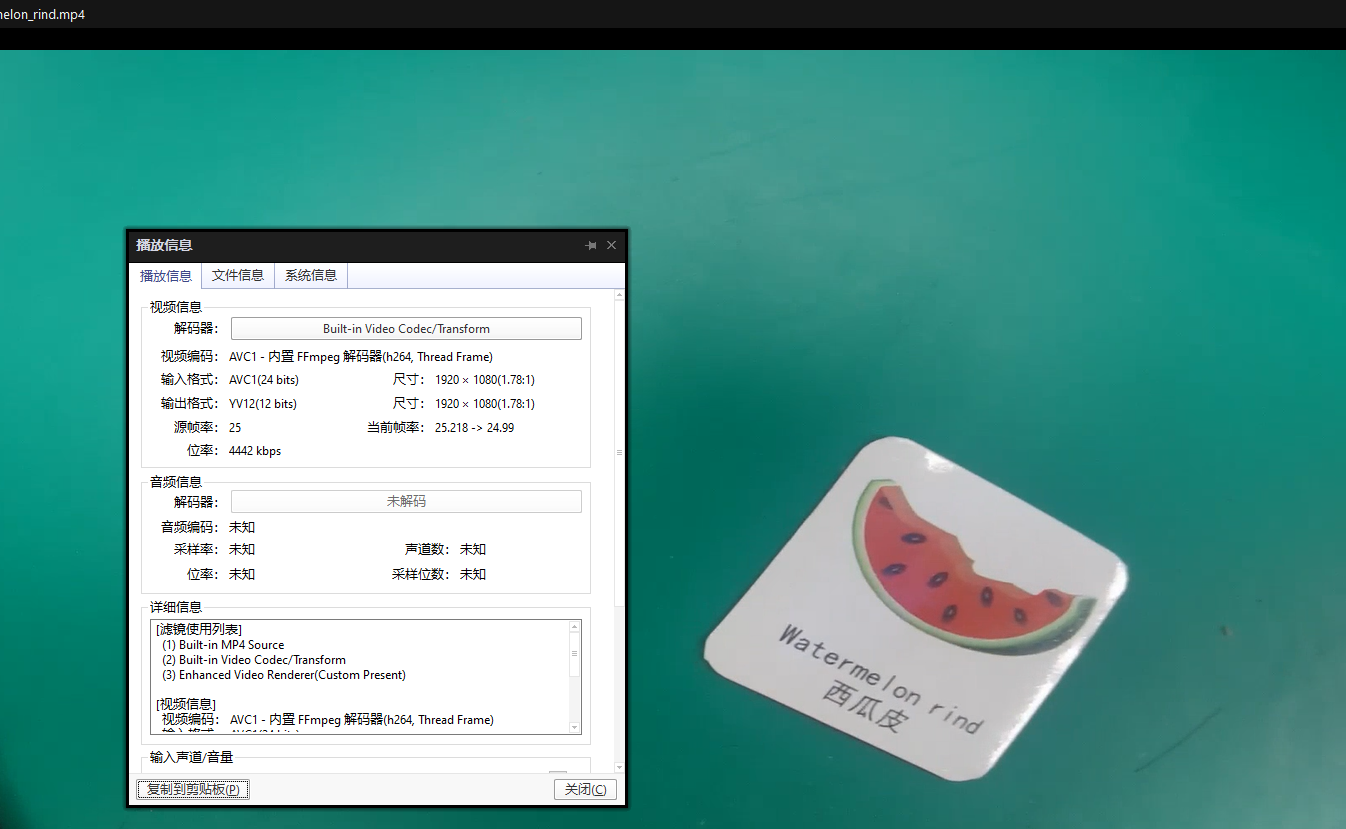 melon_rind.mp4
播放信息
播放信息 文件信息 系统信息
视频信息
解码器: Built-in Video Codec/Transform
视频编码: AVC1 - 内置 FFmpeg 解码器(h264, Thread Frame)
输入格式: AVC1(24 bits) 尺寸: 1920 × 1080(1.78:1)
输出格式: YV12(12 bits) 尺寸: 1920 × 1080(1.78:1)
源帧率: 25 当前帧率: 25.218 -> 24.99
位率: 4442 kbps
音频信息
解码器: 未解码
音频编码: 未知
采样率: 未知 声道数: 未知
位率: 未知 采样位数: 未知
详细信息
[滤镜使用列表]
(1) Built-in MP4 Source
(2) Built-in Video Codec/Transform
(3) Enhanced Video Renderer(Custom Present)
[视频信息]
视频编码: AVC1 - 内置 FFmpeg 解码器(h264, Thread Frame)
输入声道/音量
复制到剪贴板(P) 关闭(C)
Watermelon rind
西瓜皮